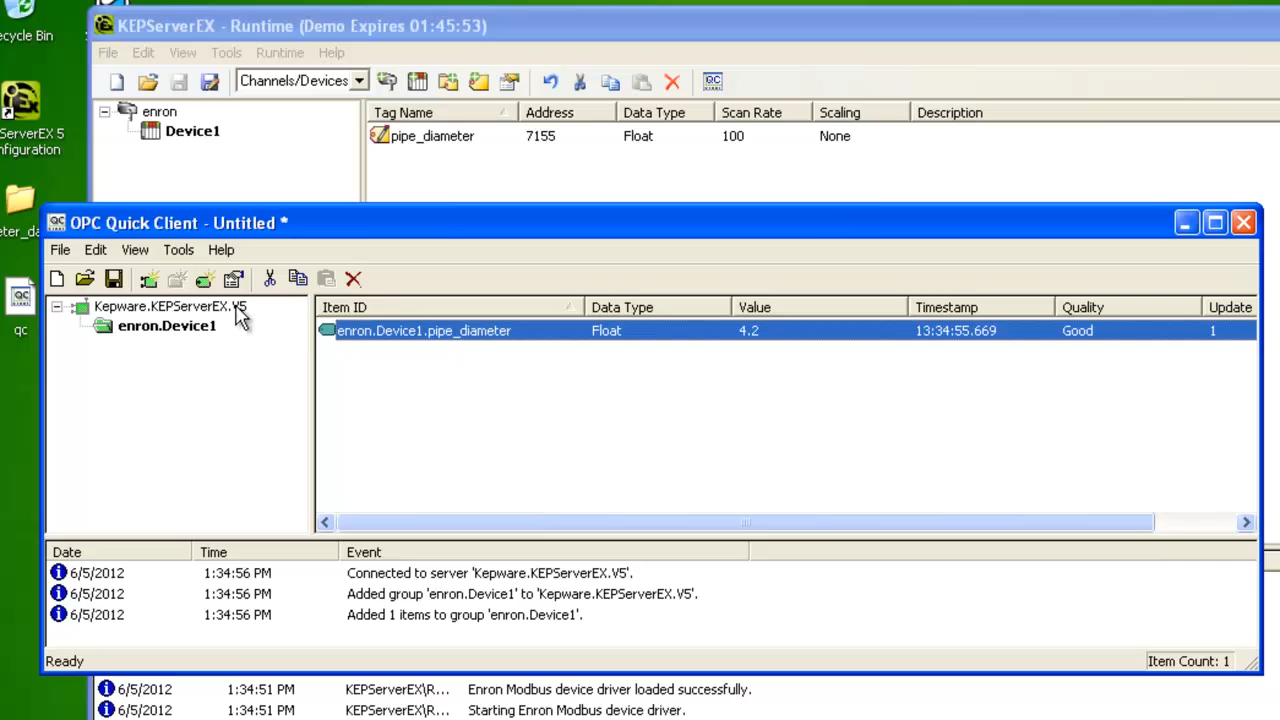 ecycle Bin
KEPServerEX - Runtime (Demo Expires 01:45:53)
File Edit View Tools Runtime Help
Channels/Devices
QC
enron
Device1
Tag Name Address Data Type Scan Rate Scaling Description
pipe_diameter 7155 Float 100 None
ServerEX 5
nfiguration
eter_da
QC
qc
QC OPC Quick Client - Untitled *
File Edit View Tools Help
Kepware.KEPServerEX.V5
enron.Device1
Item ID Data Type Value Timestamp Quality Update
enron.Device1.pipe_diameter Float 4.2 13:34:55.669 Good 1
Date Time Event
6/5/2012 1:34:56 PM Connected to server 'Kepware.KEPServerEX.V5'.
6/5/2012 1:34:56 PM Added group 'enron.Device1' to 'Kepware.KEPServerEX.V5'.
6/5/2012 1:34:56 PM Added 1 items to group 'enron.Device1'.
Ready Item Count: 1
6/5/2012 1:34:51 PM KEPServerEX\R... Enron Modbus device driver loaded successfully.
6/5/2012 1:34:51 PM KEPServerEX\R... Starting Enron Modbus device driver.